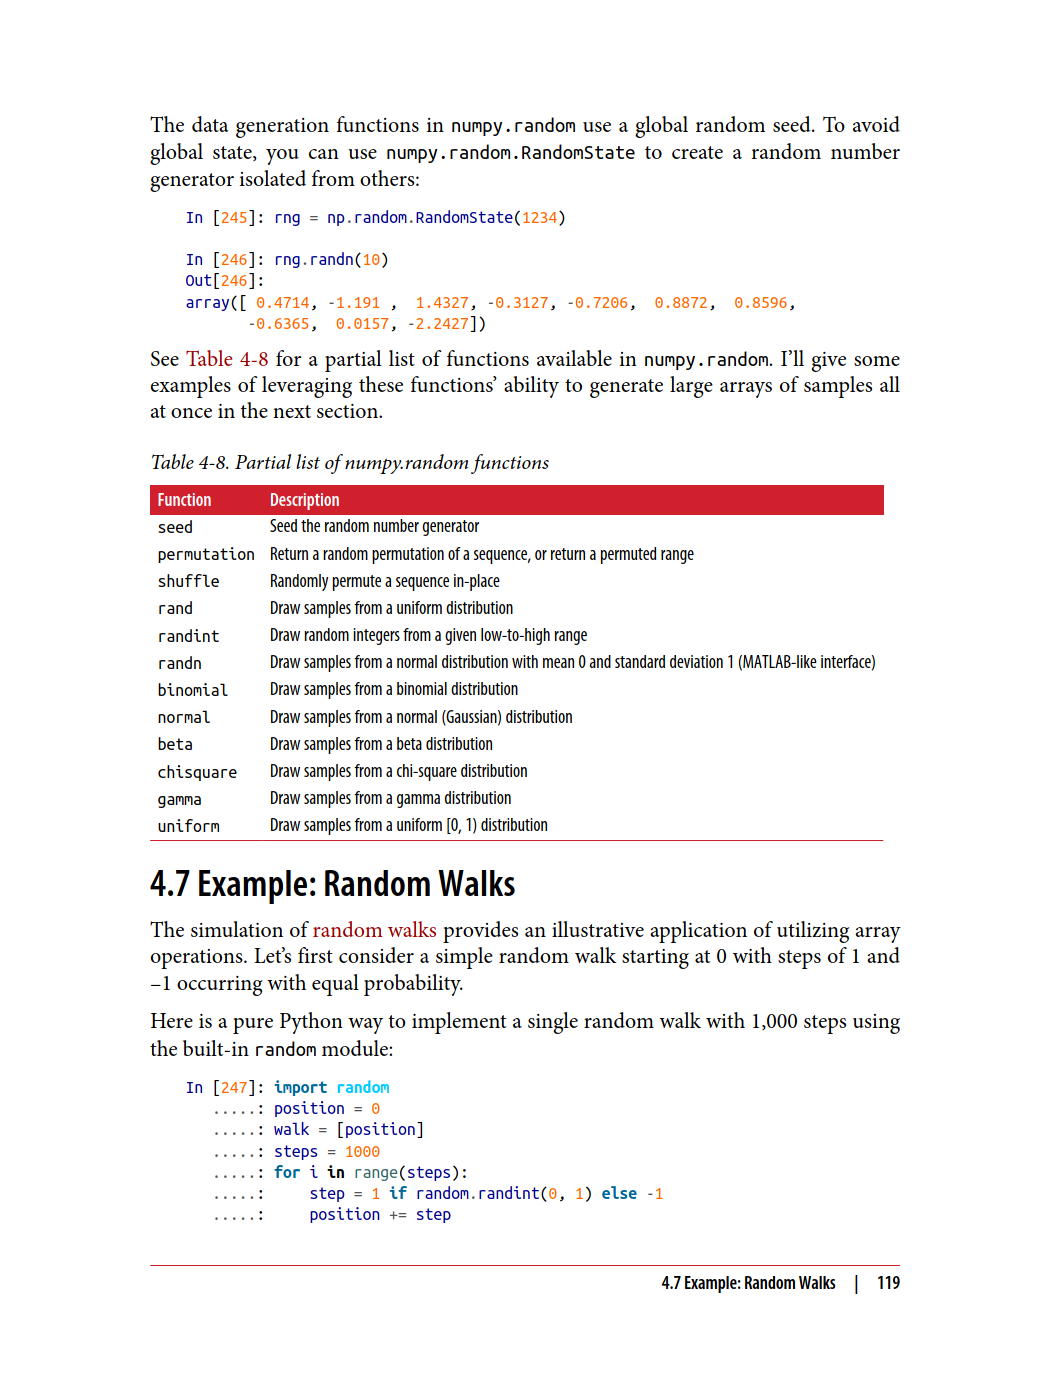 The data generation functions in numpy.random use a global random seed. To avoid
global state, you can use numpy.random.RandomState to create a random number
generator isolated from others:
In [245]: rng = np.random.RandomState(1234)
In [246]: rng.randn(10)
Out[246]:
array([ 0.4714, -1.191 ,  1.4327, -0.3127, -0.7206,  0.8872,  0.8596,
       -0.6365,  0.0157, -2.2427])
See Table 4-8 for a partial list of functions available in numpy.random. I’ll give some
examples of leveraging these functions’ ability to generate large arrays of samples all
at once in the next section.
Table 4-8. Partial list of numpy.random functions
Function Description
seed Seed the random number generator
permutation Return a random permutation of a sequence, or return a permuted range
shuffle Randomly permute a sequence in-place
rand Draw samples from a uniform distribution
randint Draw random integers from a given low-to-high range
randn Draw samples from a normal distribution with mean 0 and standard deviation 1 (MATLAB-like interface)
binomial Draw samples from a binomial distribution
normal Draw samples from a normal (Gaussian) distribution
beta Draw samples from a beta distribution
chisquare Draw samples from a chi-square distribution
gamma Draw samples from a gamma distribution
uniform Draw samples from a uniform [0, 1) distribution
4.7 Example: Random Walks
The simulation of random walks provides an illustrative application of utilizing array
operations. Let’s first consider a simple random walk starting at 0 with steps of 1 and
–1 occurring with equal probability.
Here is a pure Python way to implement a single random walk with 1,000 steps using
the built-in random module:
In [247]: import random
   .....: position = 0
   .....: walk = [position]
   .....: steps = 1000
   .....: for i in range(steps):
   .....:     step = 1 if random.randint(0, 1) else -1
   .....:     position += step
4.7 Example: Random Walks | 119